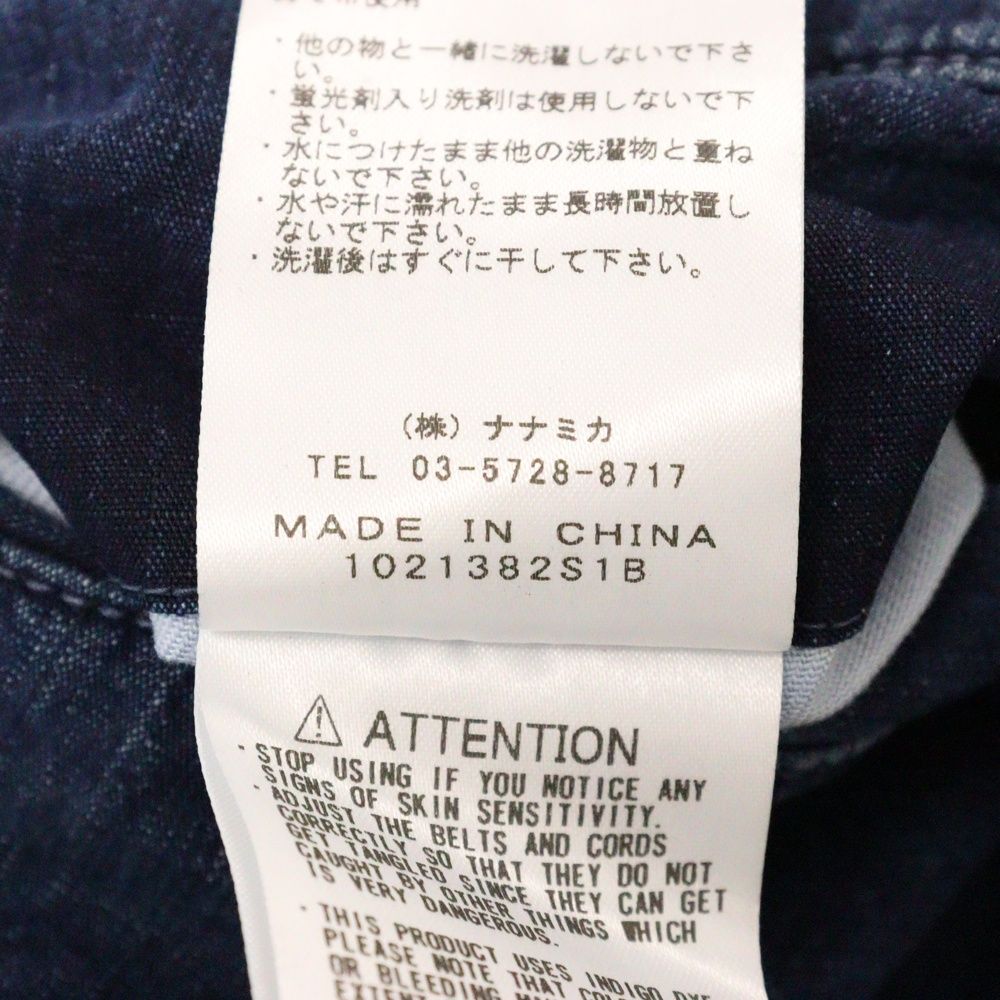 使用
・他の物と一緒に洗濯しないで下さ
い。
・蛍光剤入り洗剤は使用しないで下
さい。
・水につけたまま他の洗濯物と重ね
ないで下さい。
・水や汗に濡れたまま長時間放置し
ないで下さい。
・洗濯後はすぐに干して下さい。
（株）ナナミカ
TEL 03-5728-8717
MADE IN CHINA
1021382S1B
⚠ ATTENTION
・STOP USING IF YOU NOTICE ANY
SIGNS OF SKIN SENSITIVITY.
・ADJUST THE BELTS AND CORDS
CORRECTLY SO THAT THEY DO NOT
GET TANGLED SINCE THEY CAN GET
CAUGHT BY OTHER THINGS WHICH
IS VERY DANGEROUS.
・THIS PRODUCT USES INDIGO DYE
PLEASE NOTE THAT
OR BLEEDING
EXTENT